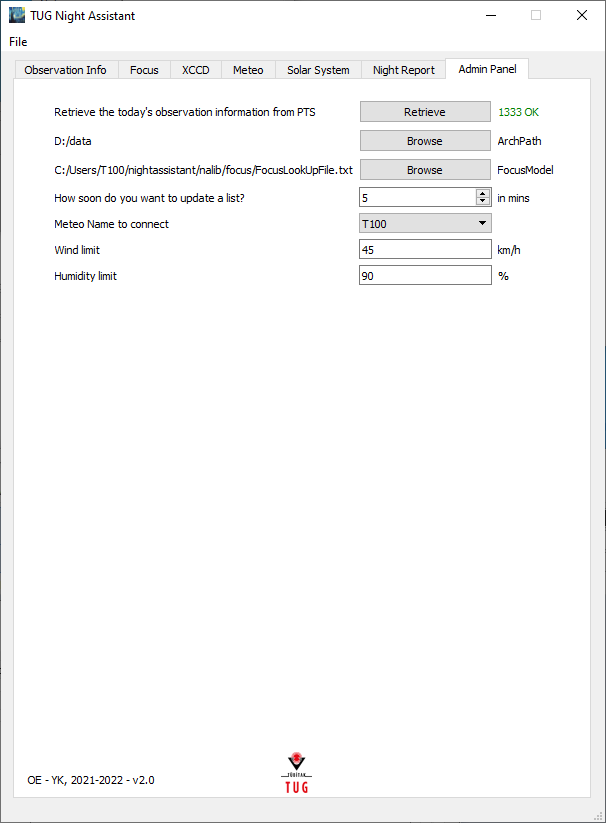 TUG Night Assistant
File
Observation Info Focus XCCD Meteo Solar System Night Report Admin Panel
Retrieve the today's observation information from PTS Retrieve 1333 OK
D:/data Browse ArchPath
C:/Users/T100/nightassistant/nalib/focus/FocusLookUpFile.txt Browse FocusModel
How soon do you want to update a list? 5 in mins
Meteo Name to connect T100
Wind limit 45 km/h
Humidity limit 90 %
TÜBİTAK
OE - YK, 2021-2022 - v2.0
TUG